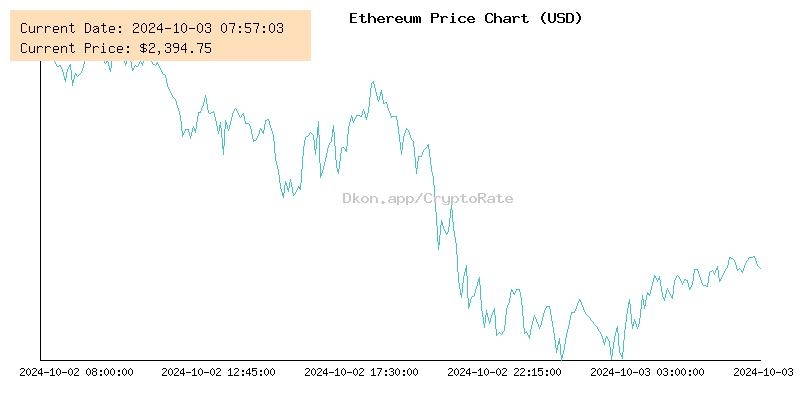 Ethereum Price Chart (USD)
Current Date: 2024-10-03 07:57:03
Current Price: $2,394.75
Dkon.app/CryptoRate
2024-10-02 08:00:00 2024-10-02 12:45:00 2024-10-02 17:30:00 2024-10-02 22:15:00 2024-10-03 03:00:00 2024-10-03